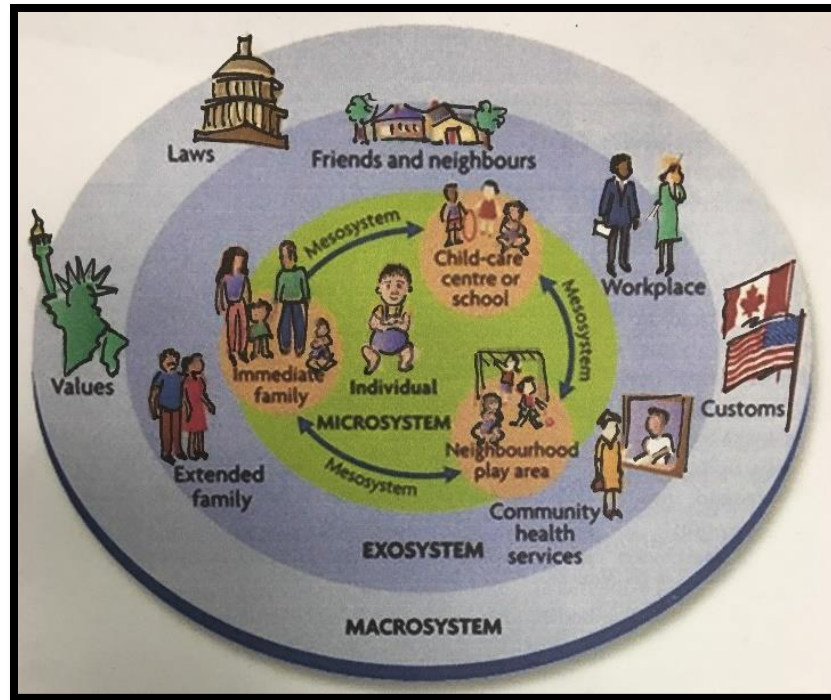 Laws
Friends and neighbours
Mesosystem
Child-care
centre or
school
Workplace
Mesosystem
Values
Immediate
family
Individual
MICROSYSTEM
Customs
Neighbourhood
play area
Mesosystem
Extended
family
Community
health
services
EXOSYSTEM
MACROSYSTEM